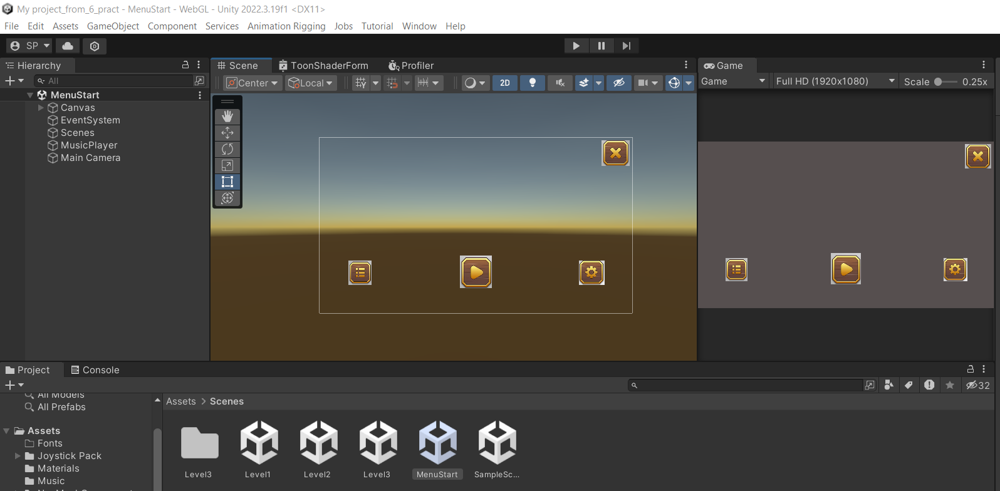 My project_from_6_pract - MenuStart - WebGL - Unity 2022.3.19f1 <DX11>
File Edit Assets GameObject Component Services Animation Rigging Jobs Tutorial Window Help
SP
Hierarchy
All
MenuStart
Canvas
EventSystem
Scenes
MusicPlayer
Main Camera
Scene ToonShaderForm Profiler
Center Local 2D
Game
Game Full HD (1920x1080) Scale 0.25x
Project Console
32
All Models
All Prefabs
Assets
Fonts
Joystick Pack
Materials
Music
Assets > Scenes
Level3 Level1 Level2 Level3 MenuStart SampleSc...